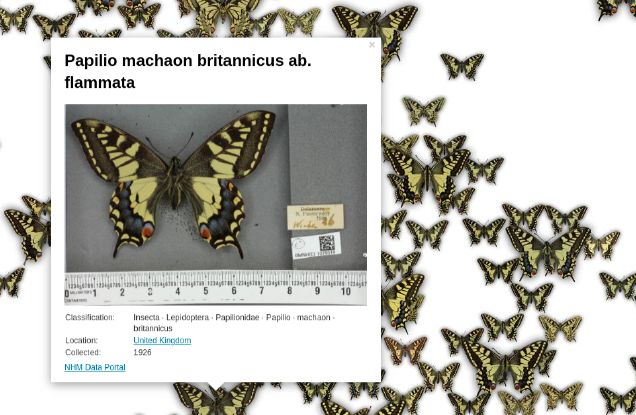 ×
Papilio machaon britannicus ab.
flammata
0 1 2 3 4 5 6 7 8 9 10
Classification: Insecta · Lepidoptera · Papilionidae · Papilio · machaon ·
britannicus
Location: United Kingdom
Collected: 1926
NHM Data Portal